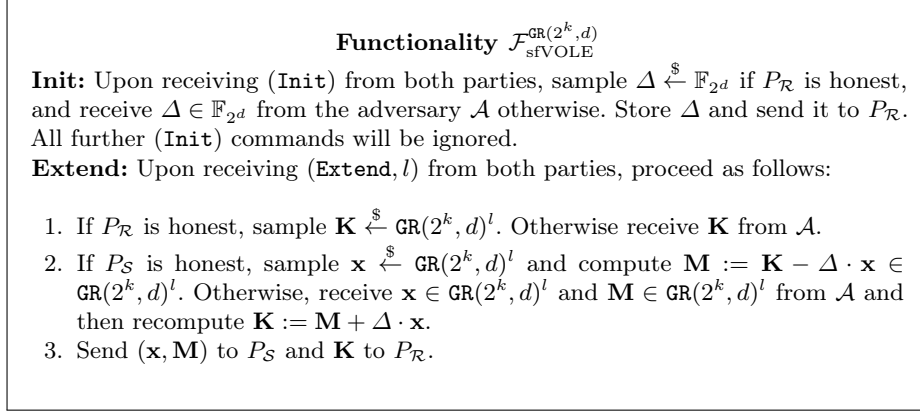 Functionality $\mathcal{F}_{\text{sfVOLE}}^{\texttt{GR}(2^k,d)}$
Init: Upon receiving (Init) from both parties, sample $\Delta \xleftarrow{\$} \mathbb{F}_{2^d}$ if $P_{\mathcal{R}}$ is honest,
and receive $\Delta \in \mathbb{F}_{2^d}$ from the adversary $\mathcal{A}$ otherwise. Store $\Delta$ and send it to $P_{\mathcal{R}}$.
All further (Init) commands will be ignored.
Extend: Upon receiving (Extend, $l$) from both parties, proceed as follows:
1. If $P_{\mathcal{R}}$ is honest, sample $\mathbf{K} \xleftarrow{\$} \texttt{GR}(2^k,d)^l$. Otherwise receive $\mathbf{K}$ from $\mathcal{A}$.
2. If $P_{\mathcal{S}}$ is honest, sample $\mathbf{x} \xleftarrow{\$} \texttt{GR}(2^k,d)^l$ and compute $\mathbf{M} := \mathbf{K} - \Delta \cdot \mathbf{x} \in$
$\texttt{GR}(2^k,d)^l$. Otherwise, receive $\mathbf{x} \in \texttt{GR}(2^k,d)^l$ and $\mathbf{M} \in \texttt{GR}(2^k,d)^l$ from $\mathcal{A}$ and
then recompute $\mathbf{K} := \mathbf{M} + \Delta \cdot \mathbf{x}$.
3. Send $(\mathbf{x}, \mathbf{M})$ to $P_{\mathcal{S}}$ and $\mathbf{K}$ to $P_{\mathcal{R}}$.